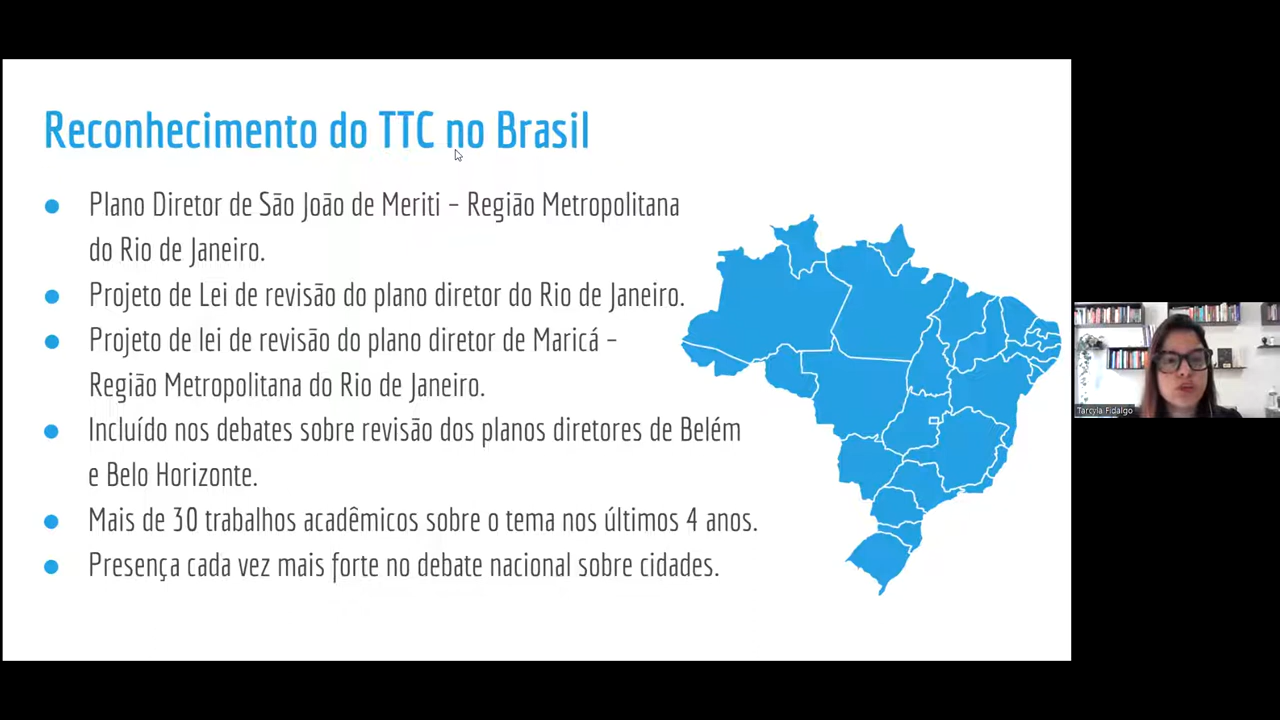 Reconhecimento do TTC no Brasil
● Plano Diretor de São João de Meriti – Região Metropolitana
do Rio de Janeiro.
● Projeto de Lei de revisão do plano diretor do Rio de Janeiro.
● Projeto de lei de revisão do plano diretor de Maricá –
Região Metropolitana do Rio de Janeiro.
● Incluído nos debates sobre revisão dos planos diretores de Belém
e Belo Horizonte.
● Mais de 30 trabalhos acadêmicos sobre o tema nos últimos 4 anos.
● Presença cada vez mais forte no debate nacional sobre cidades.
Tarcyla Fidalgo